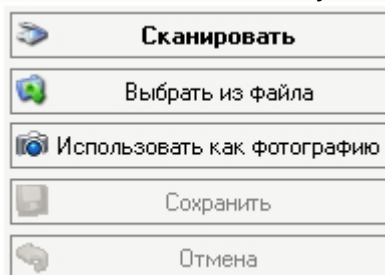 Сканировать
Выбрать из файла
Использовать как фотографию
Сохранить
Отмена